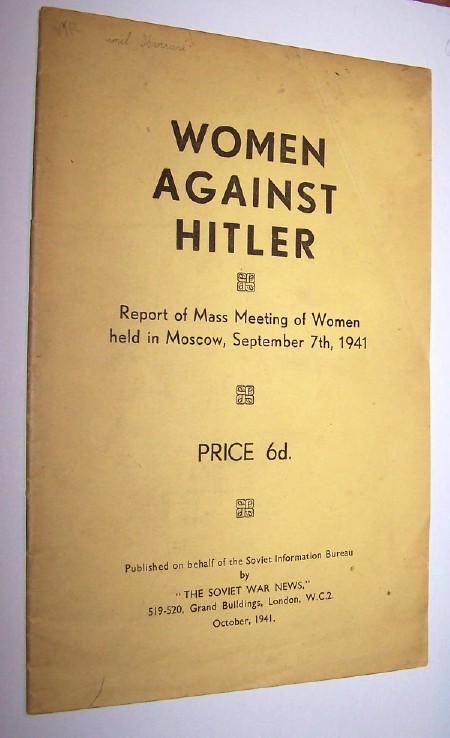 WOMEN
AGAINST
HITLER
Report of Mass Meeting of Women
held in Moscow, September 7th, 1941
PRICE 6d.
Published on behalf of the Soviet Information Bureau
by
"THE SOVIET WAR NEWS,"
519-520, Grand Buildings, London, W.C.2.
October, 1941.